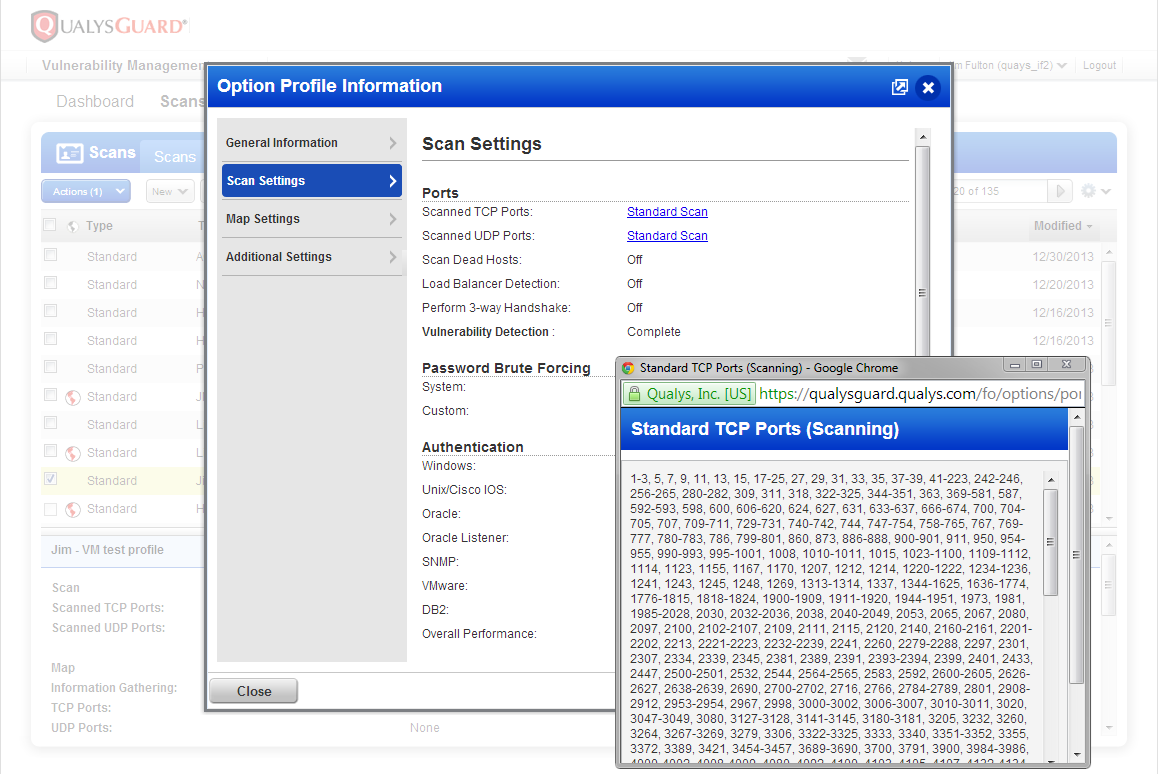 QUALYSGUARD®
Vulnerability Management
m Fulton (quays_if2)
Logout
Dashboard
Scans
Scans
Scans
Actions (1)
New
20 of 135
Type
Modified
Standard
12/30/2013
Standard
12/20/2013
Standard
12/16/2013
Standard
12/16/2013
Standard
Standard
Standard
Standard
Standard
Standard
Jim - VM test profile
Scan
Scanned TCP Ports:
Scanned UDP Ports:
Map
Information Gathering:
TCP Ports:
UDP Ports:
None
Option Profile Information
General Information
Scan Settings
Map Settings
Additional Settings
Close
Scan Settings
Ports
Scanned TCP Ports: Standard Scan
Scanned UDP Ports: Standard Scan
Scan Dead Hosts: Off
Load Balancer Detection: Off
Perform 3-way Handshake: Off
Vulnerability Detection : Complete
Password Brute Forcing
System:
Custom:
Authentication
Windows:
Unix/Cisco IOS:
Oracle:
Oracle Listener:
SNMP:
VMware:
DB2:
Overall Performance:
Standard TCP Ports (Scanning) - Google Chrome
Qualys, Inc. [US] https://qualysguard.qualys.com/fo/options/por
Standard TCP Ports (Scanning)
1-3, 5, 7, 9, 11, 13, 15, 17-25, 27, 29, 31, 33, 35, 37-39, 41-223, 242-246,
256-265, 280-282, 309, 311, 318, 322-325, 344-351, 363, 369-581, 587,
592-593, 598, 600, 606-620, 624, 627, 631, 633-637, 666-674, 700, 704-
705, 707, 709-711, 729-731, 740-742, 744, 747-754, 758-765, 767, 769-
777, 780-783, 786, 799-801, 860, 873, 886-888, 900-901, 911, 950, 954-
955, 990-993, 995-1001, 1008, 1010-1011, 1015, 1023-1100, 1109-1112,
1114, 1123, 1155, 1167, 1170, 1207, 1212, 1214, 1220-1222, 1234-1236,
1241, 1243, 1245, 1248, 1269, 1313-1314, 1337, 1344-1625, 1636-1774,
1776-1815, 1818-1824, 1900-1909, 1911-1920, 1944-1951, 1973, 1981,
1985-2028, 2030, 2032-2036, 2038, 2040-2049, 2053, 2065, 2067, 2080,
2097, 2100, 2102-2107, 2109, 2111, 2115, 2120, 2140, 2160-2161, 2201-
2202, 2213, 2221-2223, 2232-2239, 2241, 2260, 2279-2288, 2297, 2301,
2307, 2334, 2339, 2345, 2381, 2389, 2391, 2393-2394, 2399, 2401, 2433,
2447, 2500-2501, 2532, 2544, 2564-2565, 2583, 2592, 2600-2605, 2626-
2627, 2638-2639, 2690, 2700-2702, 2716, 2766, 2784-2789, 2801, 2908-
2912, 2953-2954, 2967, 2998, 3000-3002, 3006-3007, 3010-3011, 3020,
3047-3049, 3080, 3127-3128, 3141-3145, 3180-3181, 3205, 3232, 3260,
3264, 3267-3269, 3279, 3306, 3322-3325, 3333, 3340, 3351-3352, 3355,
3372, 3389, 3421, 3454-3457, 3689-3690, 3700, 3791, 3900, 3984-3986,